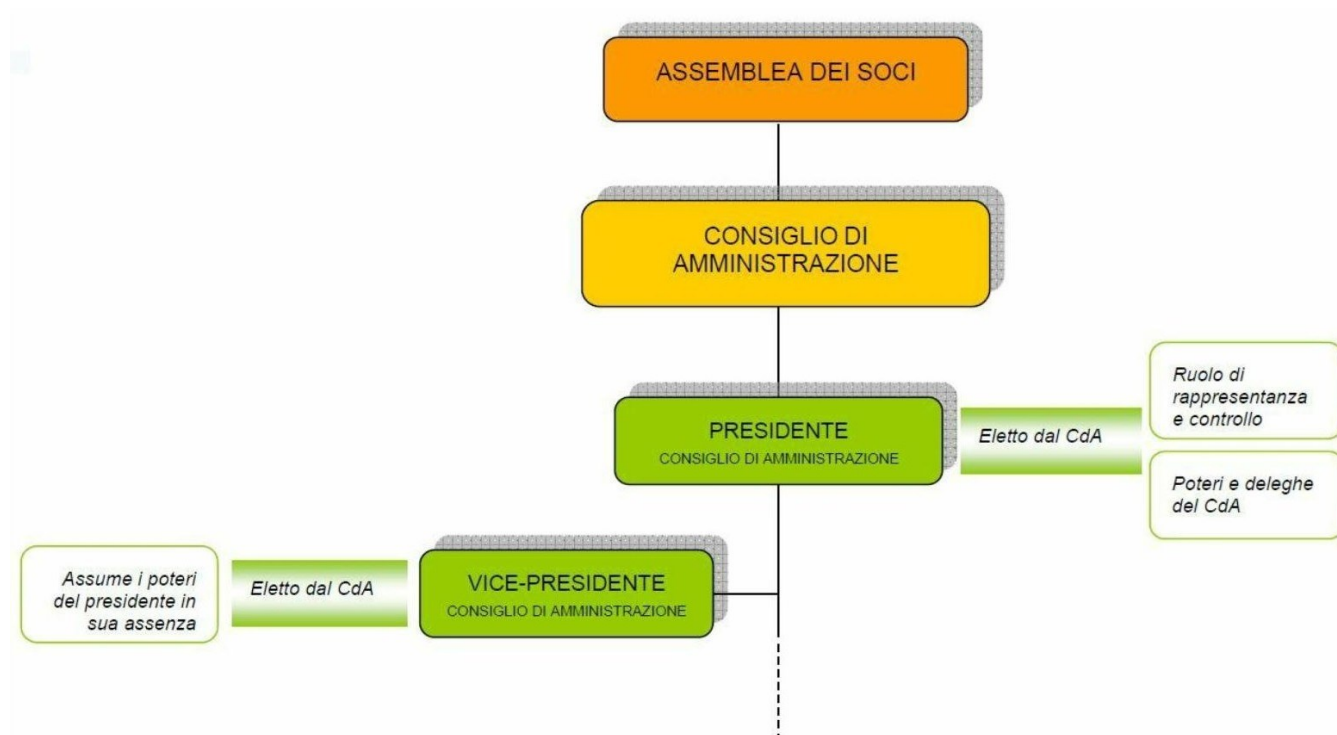 ASSEMBLEA DEI SOCI
CONSIGLIO DI
AMMINISTRAZIONE
PRESIDENTE
CONSIGLIO DI AMMINISTRAZIONE
Eletto dal CdA
Ruolo di
rappresentanza
e controllo
Poteri e deleghe
del CdA
VICE-PRESIDENTE
CONSIGLIO DI AMMINISTRAZIONE
Eletto dal CdA
Assume i poteri
del presidente in
sua assenza